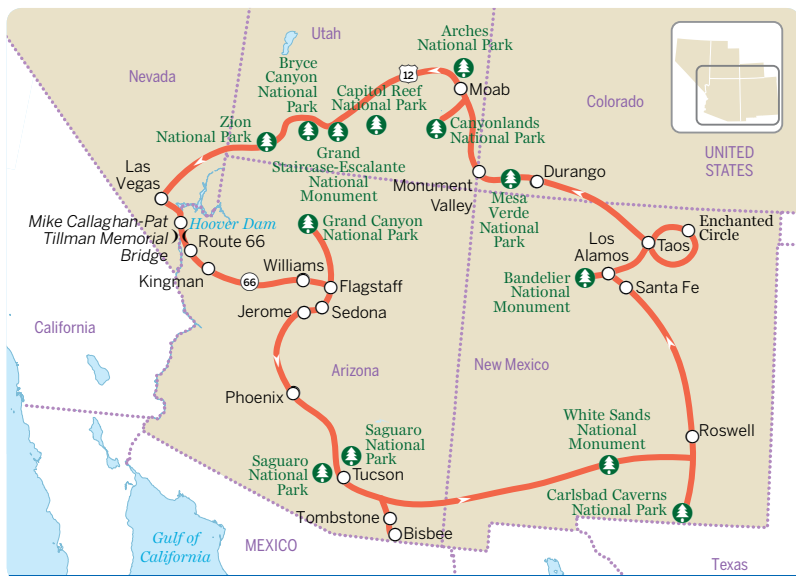 Utah
Arches
National Park
12
Bryce
Canyon
National
Park
Nevada
Capitol Reef
National Park
Moab
Colorado
Zion
National Park
Canyonlands
National Park
Grand
Staircase-Escalante
National
Monument
UNITED
STATES
Las
Vegas
Monument
Valley
Durango
Mesa
Verde
National
Park
Mike Callaghan-Pat
Tillman Memorial
Bridge
Hoover Dam
Route 66
Grand Canyon
National Park
Enchanted
Circle
Taos
Los
Alamos
Kingman
66
Williams
Flagstaff
Bandelier
National
Monument
Santa Fe
Jerome
Sedona
California
Arizona
New Mexico
Phoenix
White Sands
National
Monument
Roswell
Saguaro
National
Park
Saguaro
National
Park
Tucson
Carlsbad Caverns
National Park
Tombstone
Bisbee
Gulf of
California
MEXICO
Texas